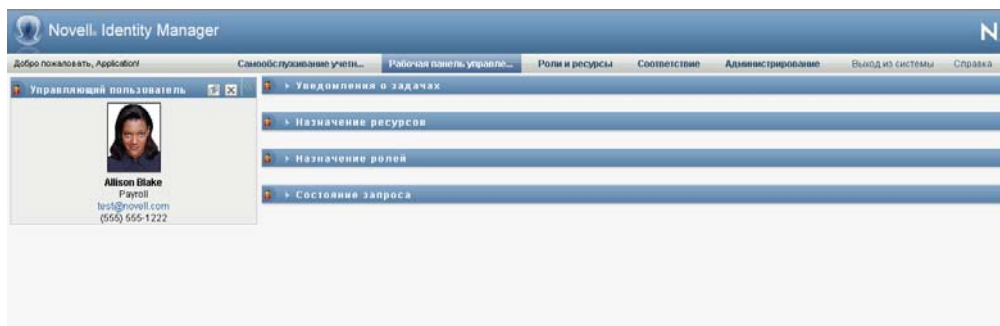 Novell® Identity Manager
N
Добро пожаловать, Application!
Самообслуживание учетн...
Рабочая панель управле...
Роли и ресурсы
Соответствие
Администрирование
Выход из системы
Справка
Управляющий пользователь
Allison Blake
Payroll
test@novell.com
(555) 555-1222
Уведомления о задачах
Назначение ресурсов
Назначение ролей
Состояние запроса